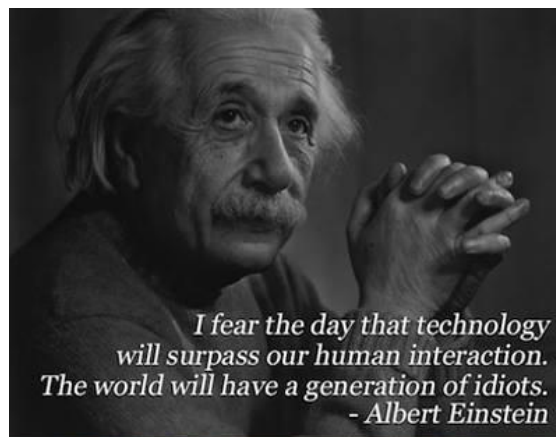 I fear the day that technology
will surpass our human interaction.
The world will have a generation of idiots.
- Albert Einstein